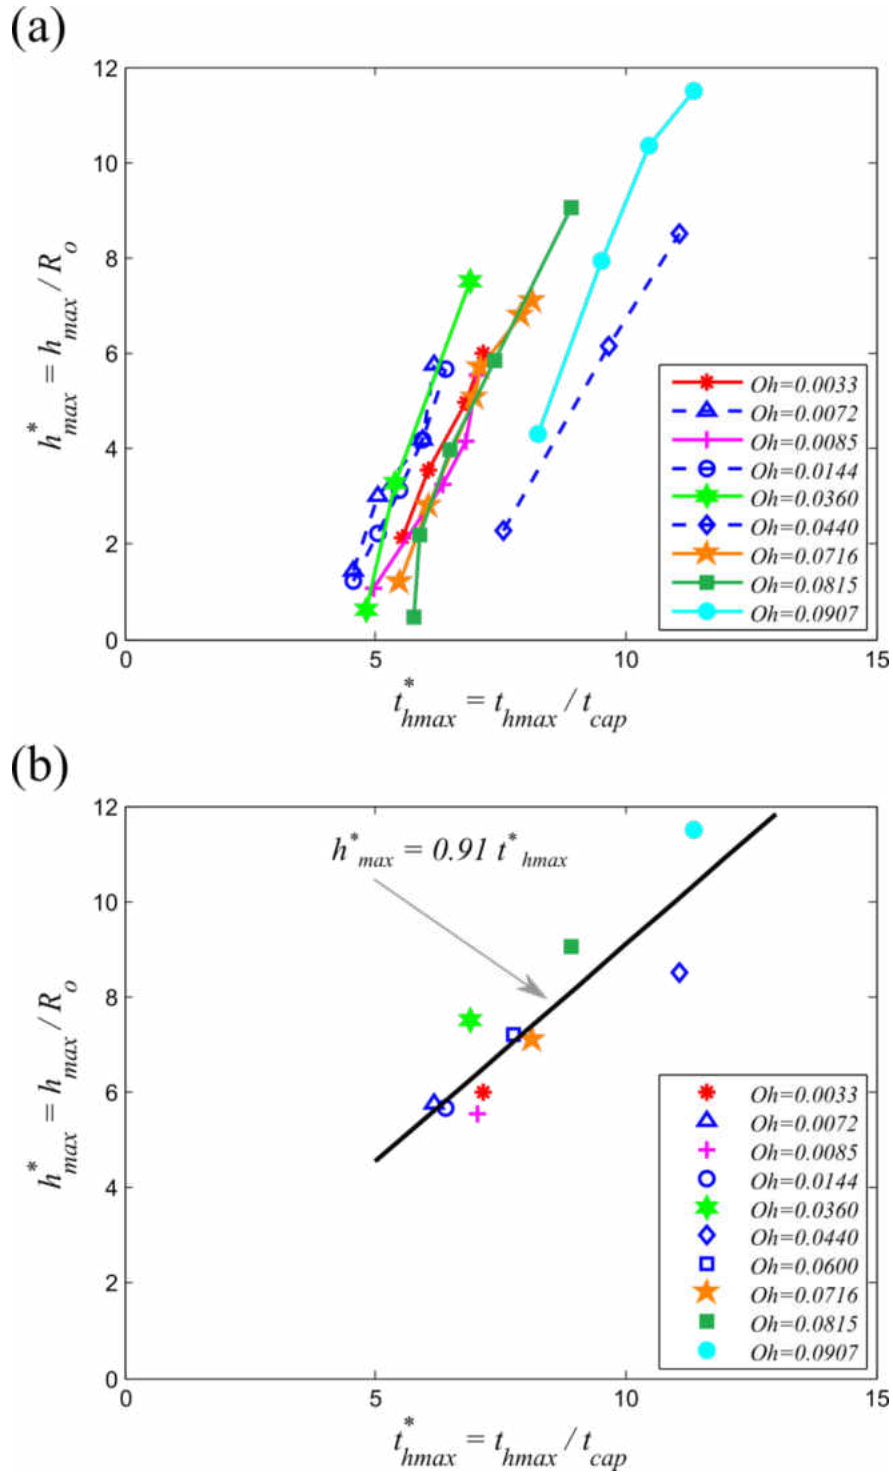 (a)
12
10
8
6
4
2
0
h*max = hmax / Ro
Oh=0.0033
Oh=0.0072
Oh=0.0085
Oh=0.0144
Oh=0.0360
Oh=0.0440
Oh=0.0716
Oh=0.0815
Oh=0.0907
0 5 10 15
t*hmax = thmax / tcap
(b)
12
10
8
6
4
2
0
h*max = hmax / Ro
h*max = 0.91 t*hmax
Oh=0.0033
Oh=0.0072
Oh=0.0085
Oh=0.0144
Oh=0.0360
Oh=0.0440
Oh=0.0600
Oh=0.0716
Oh=0.0815
Oh=0.0907
0 5 10 15
t*hmax = thmax / tcap